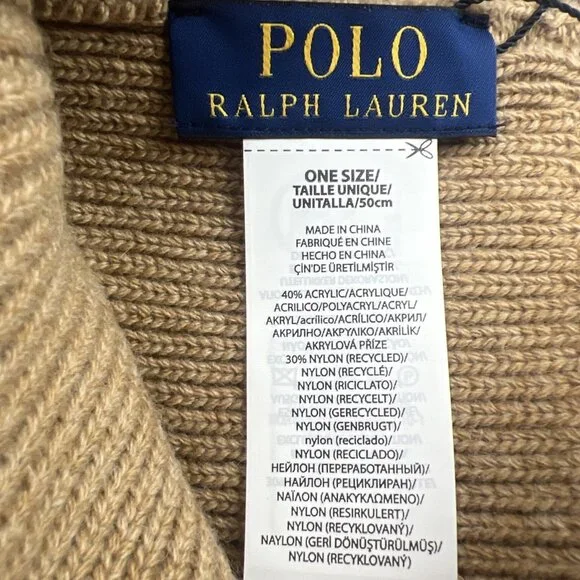 POLO
RALPH LAUREN
ONE SIZE/
TAILLE UNIQUE/
UNITALLA/50cm
MADE IN CHINA
FABRIQUÉ EN CHINE
HECHO EN CHINA
ÇIN'DE ÜRETİLMİŞTİR
40% ACRYLIC/ACRYLIQUE/
ACRILICO/POLYACRYL/ACRYL/
AKRYL/acrílico/ACRÍLICO/АКРИЛ/
АКРИЛНО/ΑΚΡΥΛΙΚΟ/AKRİLİK/
AKRYLOVÁ PŘÍZE
30% NYLON (RECYCLED)/
NYLON (RECYCLÉ)/
NYLON (RICICLATO)/
NYLON (RECYCELT)/
NYLON (GERECYCLED)/
NYLON (GENBRUGT)/
nylon (reciclado)/
NYLON (RECICLADO)/
НЕЙЛОН (ПЕРЕРАБОТАННЫЙ)/
НАЙЛОН (РЕЦИКЛИРАН)/
ΝΑΪΛΟΝ (ΑΝΑΚΥΚΛΩΜΕΝΟ)/
NYLON (RESIRKULERT)/
NYLON (RECYKLOVANÝ)/
NAYLON (GERİ DÖNÜŞTÜRÜLMÜŞ)/
NYLON (RECYKLOVANÝ)